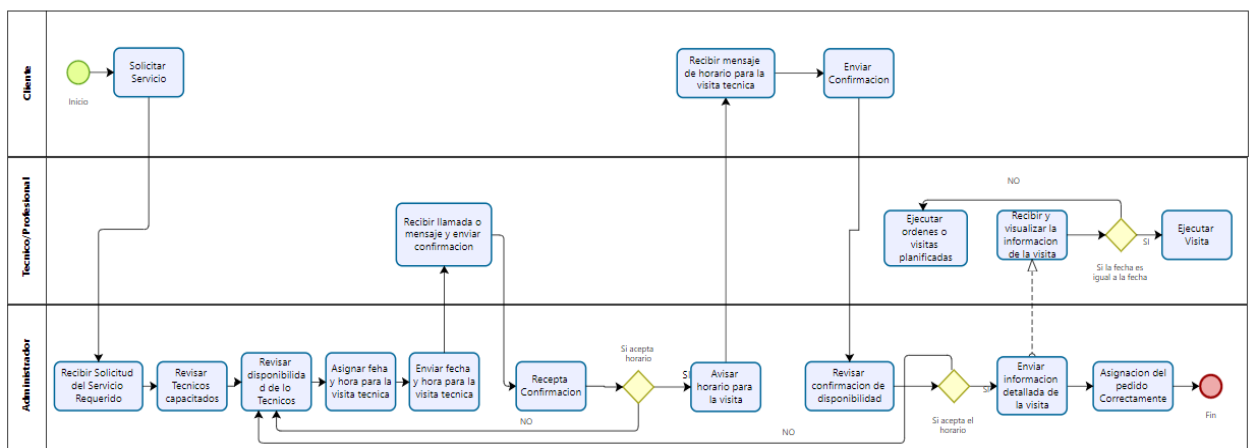 Cliente
Inicio
Solicitar
Servicio
Recibir mensaje
de horario para la
visita tecnica
Enviar
Confirmacion
Tecnico/Profesional
Recibir llamada o
mensaje y enviar
confirmacion
NO
Ejecutar
ordenes o
visitas
planificadas
Recibir y
visualizar la
informacion
de la visita
Si la fecha es
igual a la fecha
SI
Ejecutar
Visita
Administrador
Recibir Solicitud
del Servicio
Requerido
Revisar
Tecnicos
capacitados
Revisar
disponibilida
d de lo
Tecnicos
Asignar feha
y hora para la
visita tecnica
Enviar fecha
y hora para la
visita tecnica
Recepta
Confirmacion
Si acepta
horario
SI
NO
Avisar
horario para
la visita
Revisar
confirmacion de
disponibilidad
Si acepta el
horario
SI
NO
Enviar
informacion
detallada de
la visita
Asignacion del
pedido
Correctamente
Fin